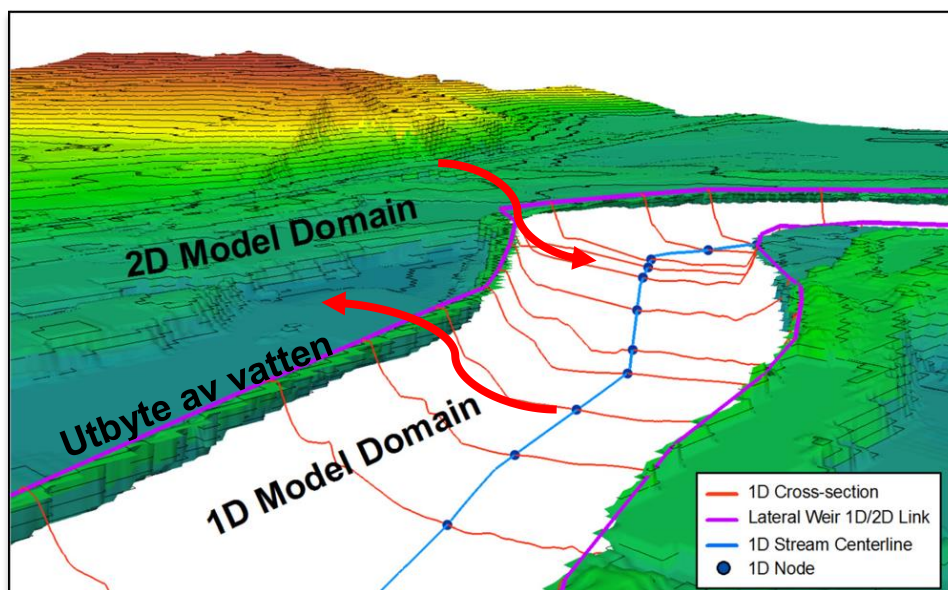 2D Model Domain
Utbyte av vatten
1D Model Domain
1D Cross-section
Lateral Weir 1D/2D Link
1D Stream Centerline
1D Node